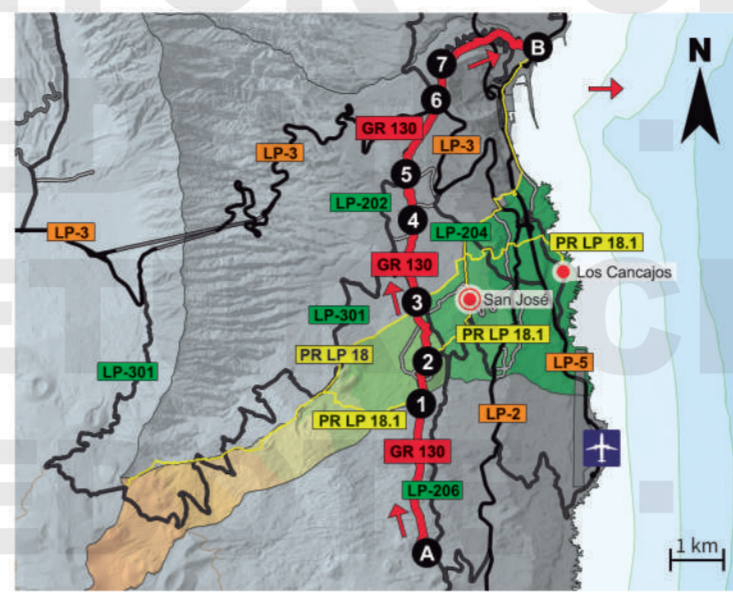 7
B
N
6
GR 130
LP-3
LP-3
5
LP-202
4
LP-204
LP-3
PR LP 18.1
GR 130
Los Cancajos
3
San José
LP-301
PR LP 18.1
PR LP 18
2
LP-5
LP-301
1
LP-2
PR LP 18.1
GR 130
LP-206
A
1 km